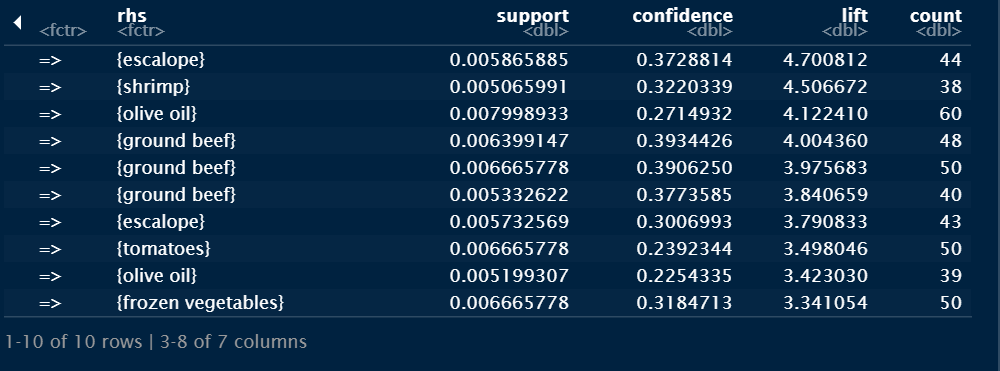 rhs support confidence lift count
<fctr> <fctr> <dbl> <dbl> <dbl> <dbl>
=> {escalope} 0.005865885 0.3728814 4.700812 44
=> {shrimp} 0.005065991 0.3220339 4.506672 38
=> {olive oil} 0.007998933 0.2714932 4.122410 60
=> {ground beef} 0.006399147 0.3934426 4.004360 48
=> {ground beef} 0.006665778 0.3906250 3.975683 50
=> {ground beef} 0.005332622 0.3773585 3.840659 40
=> {escalope} 0.005732569 0.3006993 3.790833 43
=> {tomatoes} 0.006665778 0.2392344 3.498046 50
=> {olive oil} 0.005199307 0.2254335 3.423030 39
=> {frozen vegetables} 0.006665778 0.3184713 3.341054 50
1-10 of 10 rows | 3-8 of 7 columns